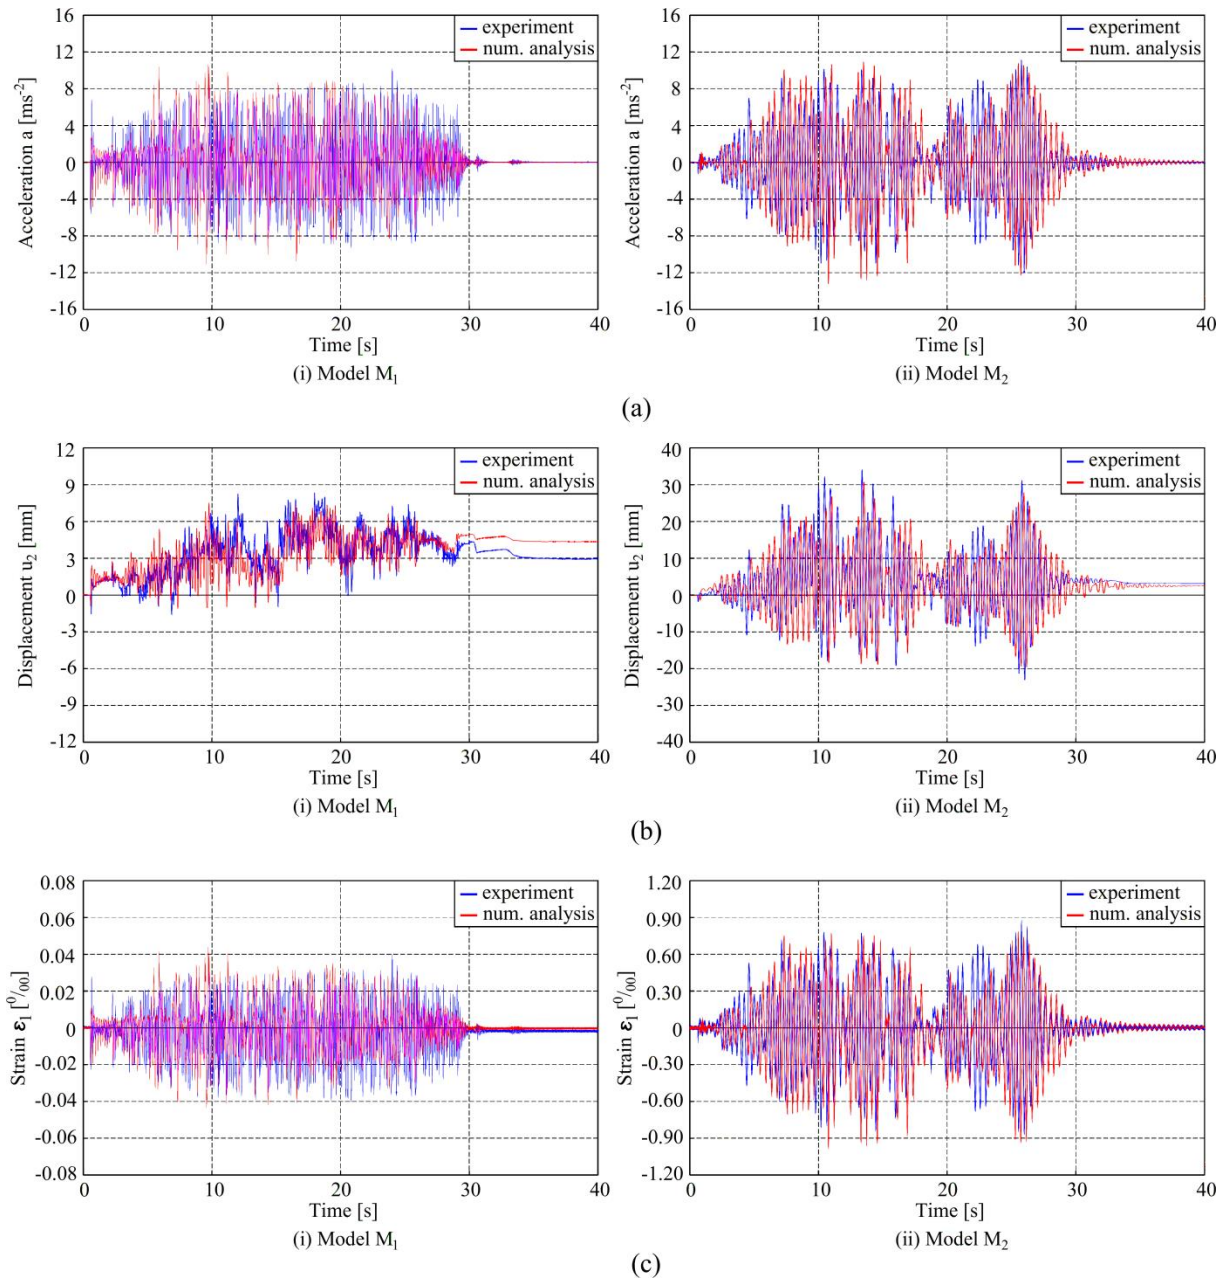 16
12
8
4
0
-4
-8
-12
-16
Acceleration a [ms-2]
experiment
num. analysis
0 10 20 30 40
Time [s]
(i) Model M1
16
12
8
4
0
-4
-8
-12
-16
Acceleration a [ms-2]
experiment
num. analysis
0 10 20 30 40
Time [s]
(ii) Model M2
(a)
12
9
6
3
0
-3
-6
-9
-12
Displacement u2 [mm]
experiment
num. analysis
0 10 20 30 40
Time [s]
(i) Model M1
40
30
20
10
0
-10
-20
-30
-40
Displacement u2 [mm]
experiment
num. analysis
0 10 20 30 40
Time [s]
(ii) Model M2
(b)
0.08
0.06
0.04
0.02
0
-0.02
-0.04
-0.06
-0.08
Strain ε1 [0/00]
experiment
num. analysis
0 10 20 30 40
Time [s]
(i) Model M1
1.20
0.90
0.60
0.30
0
-0.30
-0.60
-0.90
-1.20
Strain ε1 [0/00]
experiment
num. analysis
0 10 20 30 40
Time [s]
(ii) Model M2
(c)